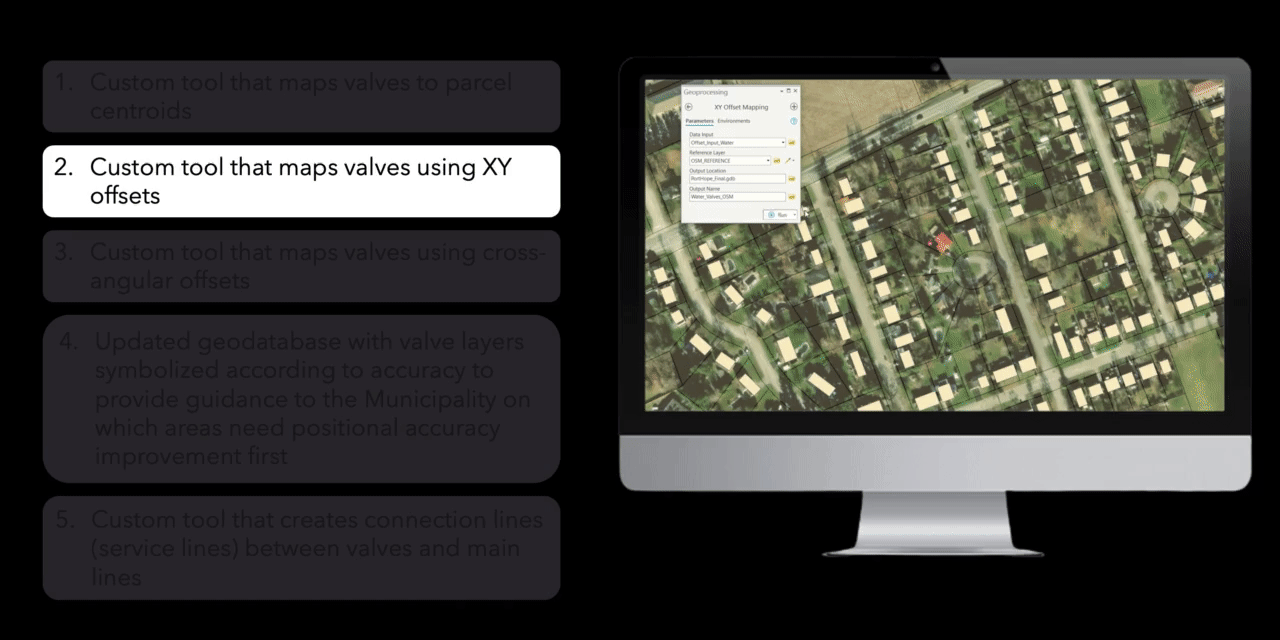 1. Custom tool that maps valves to parcel
centroids
2. Custom tool that maps valves using XY
offsets
3. Custom tool that maps valves using cross-
angular offsets
4. Updated geodatabase with valve layers
symbolized according to accuracy to
provide guidance to the Municipality on
which areas need positional accuracy
improvement first
5. Custom tool that creates connection lines
(service lines) between valves and main
lines
Geoprocessing
XY Offset Mapping
Parameters Environments
Data Input
Offset_Input_Water
Reference Layer
OSM_REFERENCE
Output Location
PortHope_Final.gdb
Output Name
Water_Valves_OSM
Run